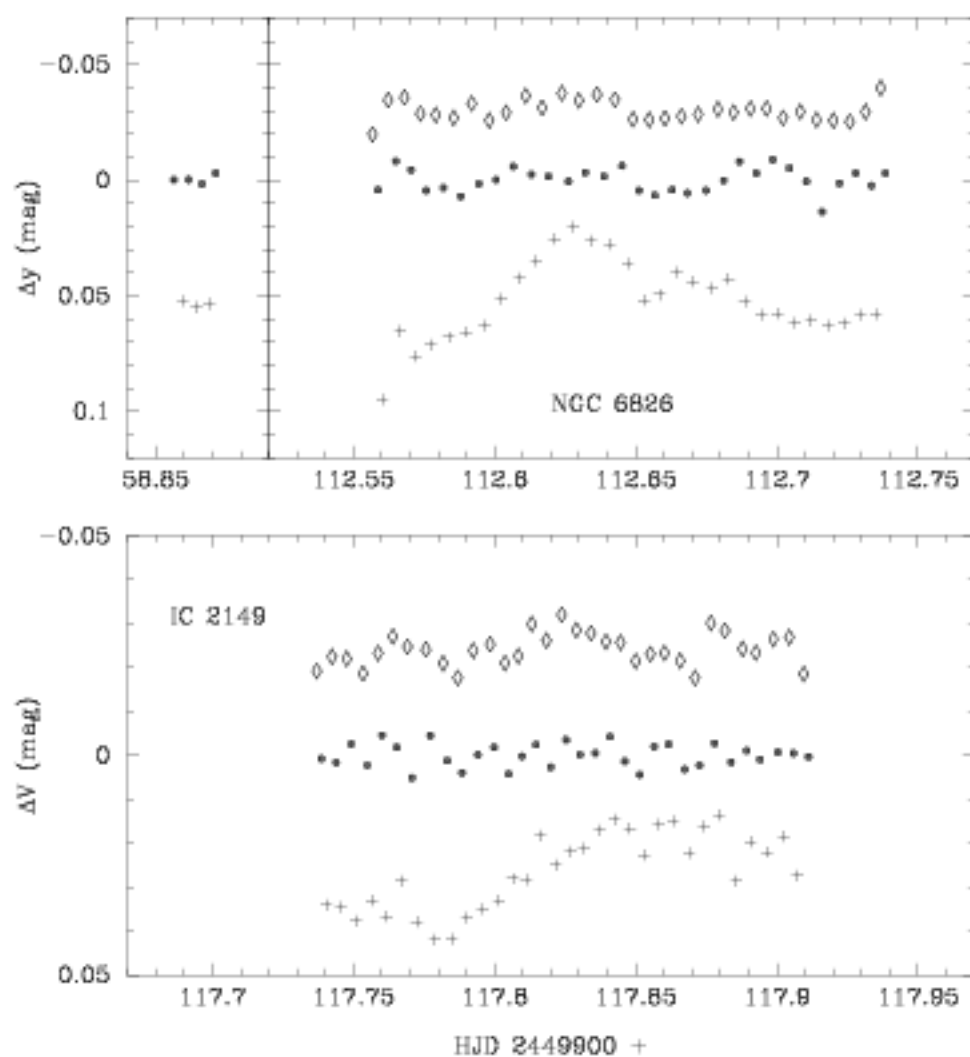 −0.05
0
0.05
0.1
Δy (mag)
NGC 6826
58.85 112.55 112.6 112.65 112.7 112.75
−0.05
0
0.05
ΔV (mag)
IC 2149
117.7 117.75 117.8 117.85 117.9 117.95
HJD 2449900 +